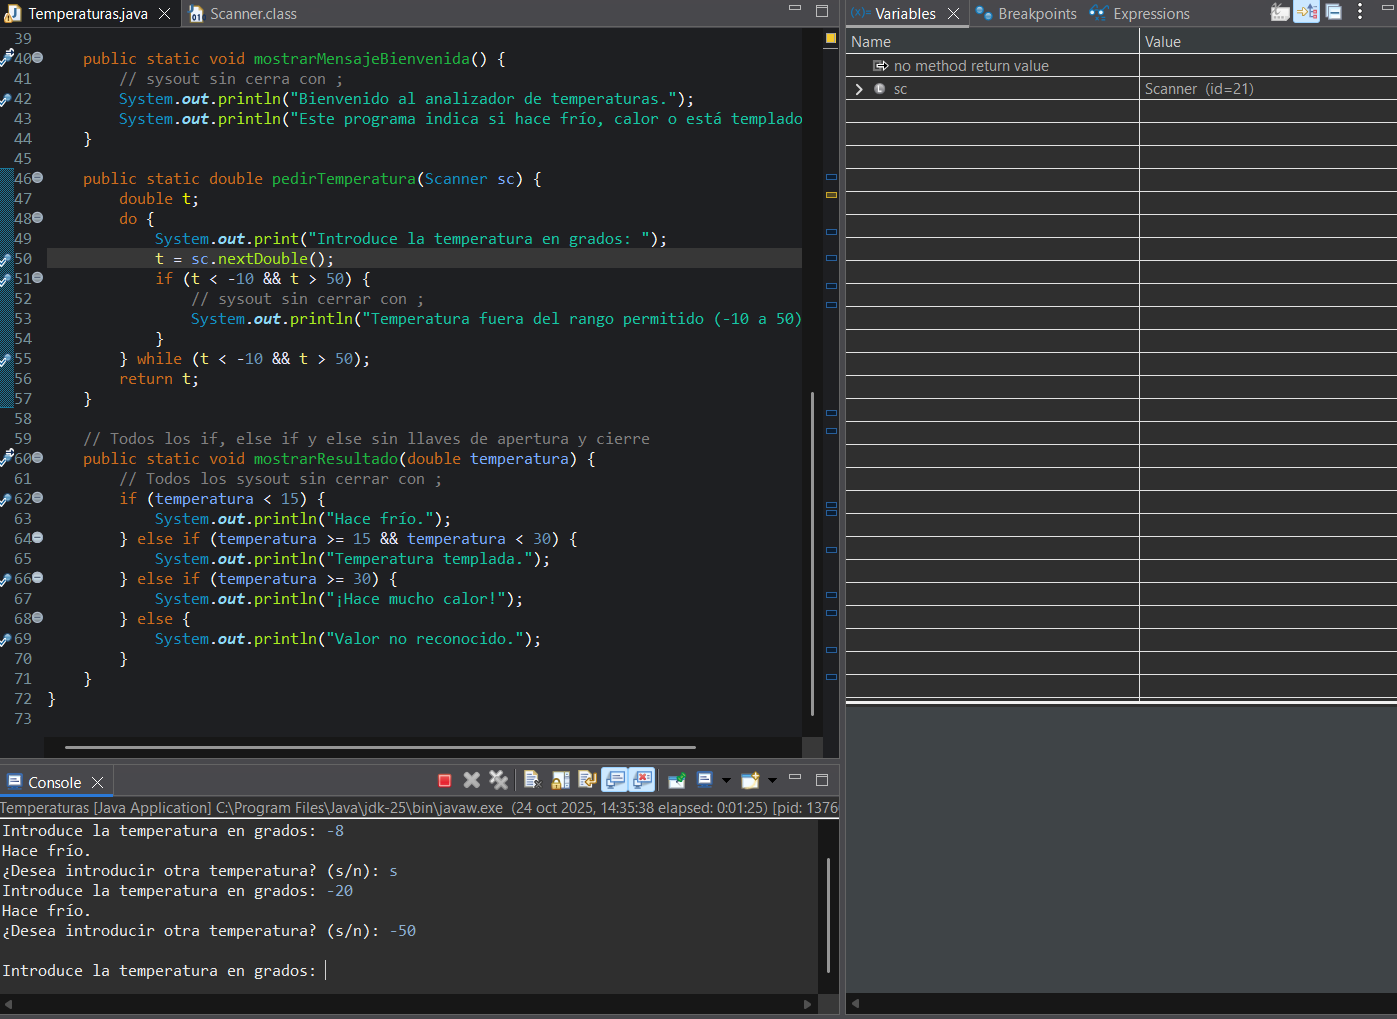 Temperaturas.java
Scanner.class
39
40 public static void mostrarMensajeBienvenida() {
41 // sysout sin cerra con ;
42 System.out.println("Bienvenido al analizador de temperaturas.");
43 System.out.println("Este programa indica si hace frío, calor o está templado
44 }
45
46 public static double pedirTemperatura(Scanner sc) {
47 double t;
48 do {
49 System.out.print("Introduce la temperatura en grados: ");
50 t = sc.nextDouble();
51 if (t < -10 && t > 50) {
52 // sysout sin cerrar con ;
53 System.out.println("Temperatura fuera del rango permitido (-10 a 50)
54 }
55 } while (t < -10 && t > 50);
56 return t;
57 }
58
59 // Todos los if, else if y else sin llaves de apertura y cierre
60 public static void mostrarResultado(double temperatura) {
61 // Todos los sysout sin cerrar con ;
62 if (temperatura < 15) {
63 System.out.println("Hace frío.");
64 } else if (temperatura >= 15 && temperatura < 30) {
65 System.out.println("Temperatura templada.");
66 } else if (temperatura >= 30) {
67 System.out.println("¡Hace mucho calor!");
68 } else {
69 System.out.println("Valor no reconocido.");
70 }
71 }
72 }
73
Console
Temperaturas [Java Application] C:\Program Files\Java\jdk-25\bin\javaw.exe (24 oct 2025, 14:35:38 elapsed: 0:01:25) [pid: 1376
Introduce la temperatura en grados: -8
Hace frío.
¿Desea introducir otra temperatura? (s/n): s
Introduce la temperatura en grados: -20
Hace frío.
¿Desea introducir otra temperatura? (s/n): -50
Introduce la temperatura en grados:
Variables
Breakpoints
Expressions
Name Value
no method return value
sc Scanner (id=21)